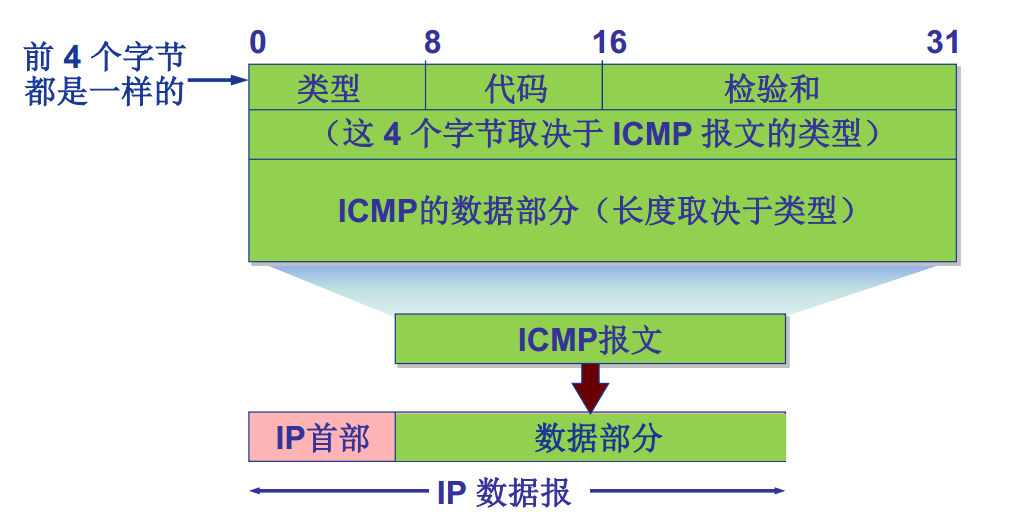 0 8 16 31
前 4 个字节
都是一样的
类型 代码 检验和
（这 4 个字节取决于 ICMP 报文的类型）
ICMP的数据部分（长度取决于类型）
ICMP报文
IP首部 数据部分
IP 数据报